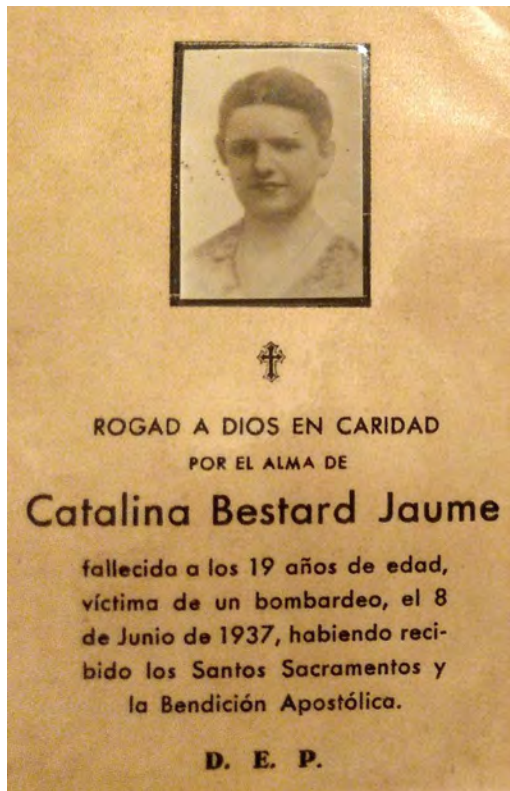 ROGAD A DIOS EN CARIDAD
POR EL ALMA DE
Catalina Bestard Jaume
fallecida a los 19 años de edad,
víctima de un bombardeo, el 8
de Junio de 1937, habiendo reci-
bido los Santos Sacramentos y
la Bendición Apostólica.
D. E. P.